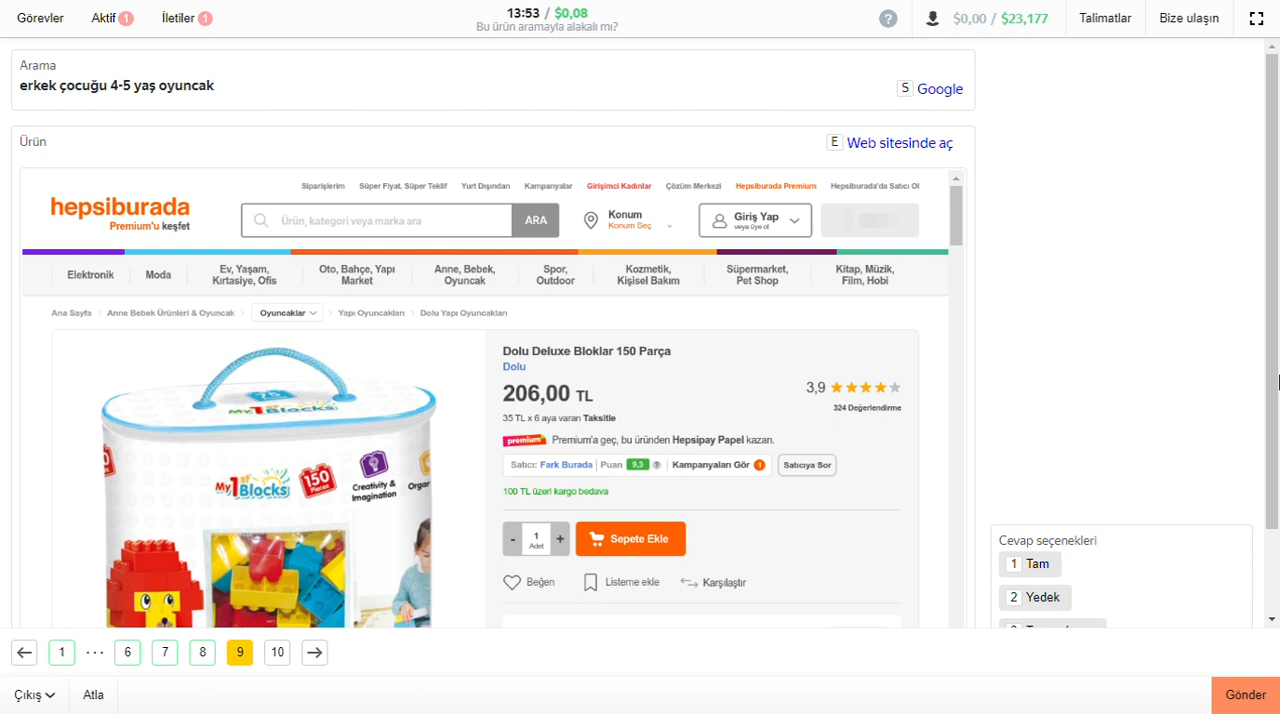 Görevler
Aktif 1
İletiler 1
13:53 / $0,08
Bu ürün aramayla alakalı mı?
?
$0,00 / $23,177
Talimatlar
Bize ulaşın
Arama
erkek çocuğu 4-5 yaş oyuncak
S Google
Ürün
E Web sitesinde aç
Siparişlerim Süper Fiyat, Süper Teklif Yurt Dışından Kampanyalar Girişimci Kadınlar Çözüm Merkezi Hepsiburada Premium Hepsiburada'da Satıcı Ol
hepsiburada
Premium'u keşfet
Ürün, kategori veya marka ara
ARA
Konum
Konum Seç
Giriş Yap
veya üye ol
Elektronik
Moda
Ev, Yaşam,
Kırtasiye, Ofis
Oto, Bahçe, Yapı
Market
Anne, Bebek,
Oyuncak
Spor,
Outdoor
Kozmetik,
Kişisel Bakım
Süpermarket,
Pet Shop
Kitap, Müzik,
Film, Hobi
Ana Sayfa Anne Bebek Ürünleri & Oyuncak Oyuncaklar Yapı Oyuncakları Dolu Yapı Oyuncakları
Dolu Deluxe Bloklar 150 Parça
Dolu
206,00 TL
3,9
324 Değerlendirme
35 TL x 6 aya varan Taksitle
premium Premium'a geç, bu üründen Hepsipay Papel kazan.
Satıcı: Fark Burada Puan 9,3 ? Kampanyaları Gör 1
Satıcıya Sor
100 TL üzeri kargo bedava
- 1 +
Adet
Sepete Ekle
Beğen
Listeme ekle
Karşılaştır
My 1st Blocks
My 1st Blocks
150
Pieces
Creativity &
Imagination
Cevap seçenekleri
1 Tam
2 Yedek
1 ··· 6 7 8 9 10
Çıkış
Atla
Gönder